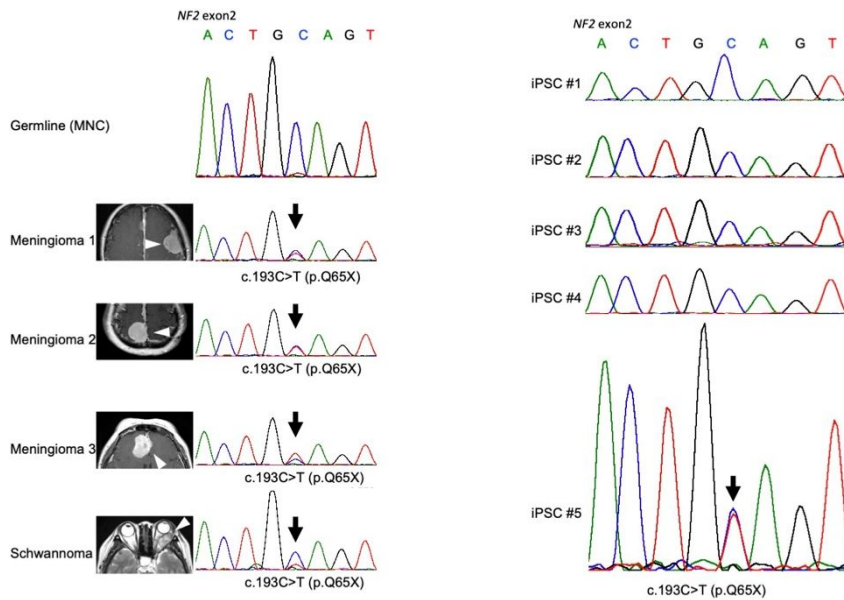 NF2 exon2
A C T G C A G T
Germline (MNC)
Meningioma 1
c.193C>T (p.Q65X)
Meningioma 2
c.193C>T (p.Q65X)
Meningioma 3
c.193C>T (p.Q65X)
Schwannoma
c.193C>T (p.Q65X)
NF2 exon2
A C T G C A G T
iPSC #1
iPSC #2
iPSC #3
iPSC #4
iPSC #5
c.193C>T (p.Q65X)